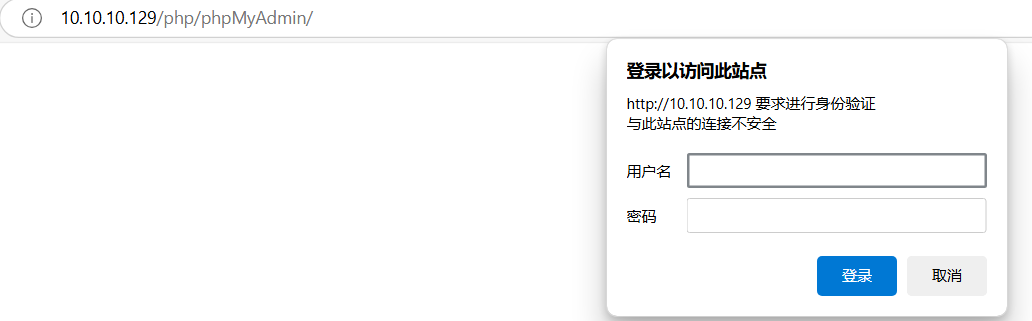 10.10.10.129/php/phpMyAdmin/
登录以访问此站点
http://10.10.10.129 要求进行身份验证
与此站点的连接不安全
用户名
密码
登录 取消